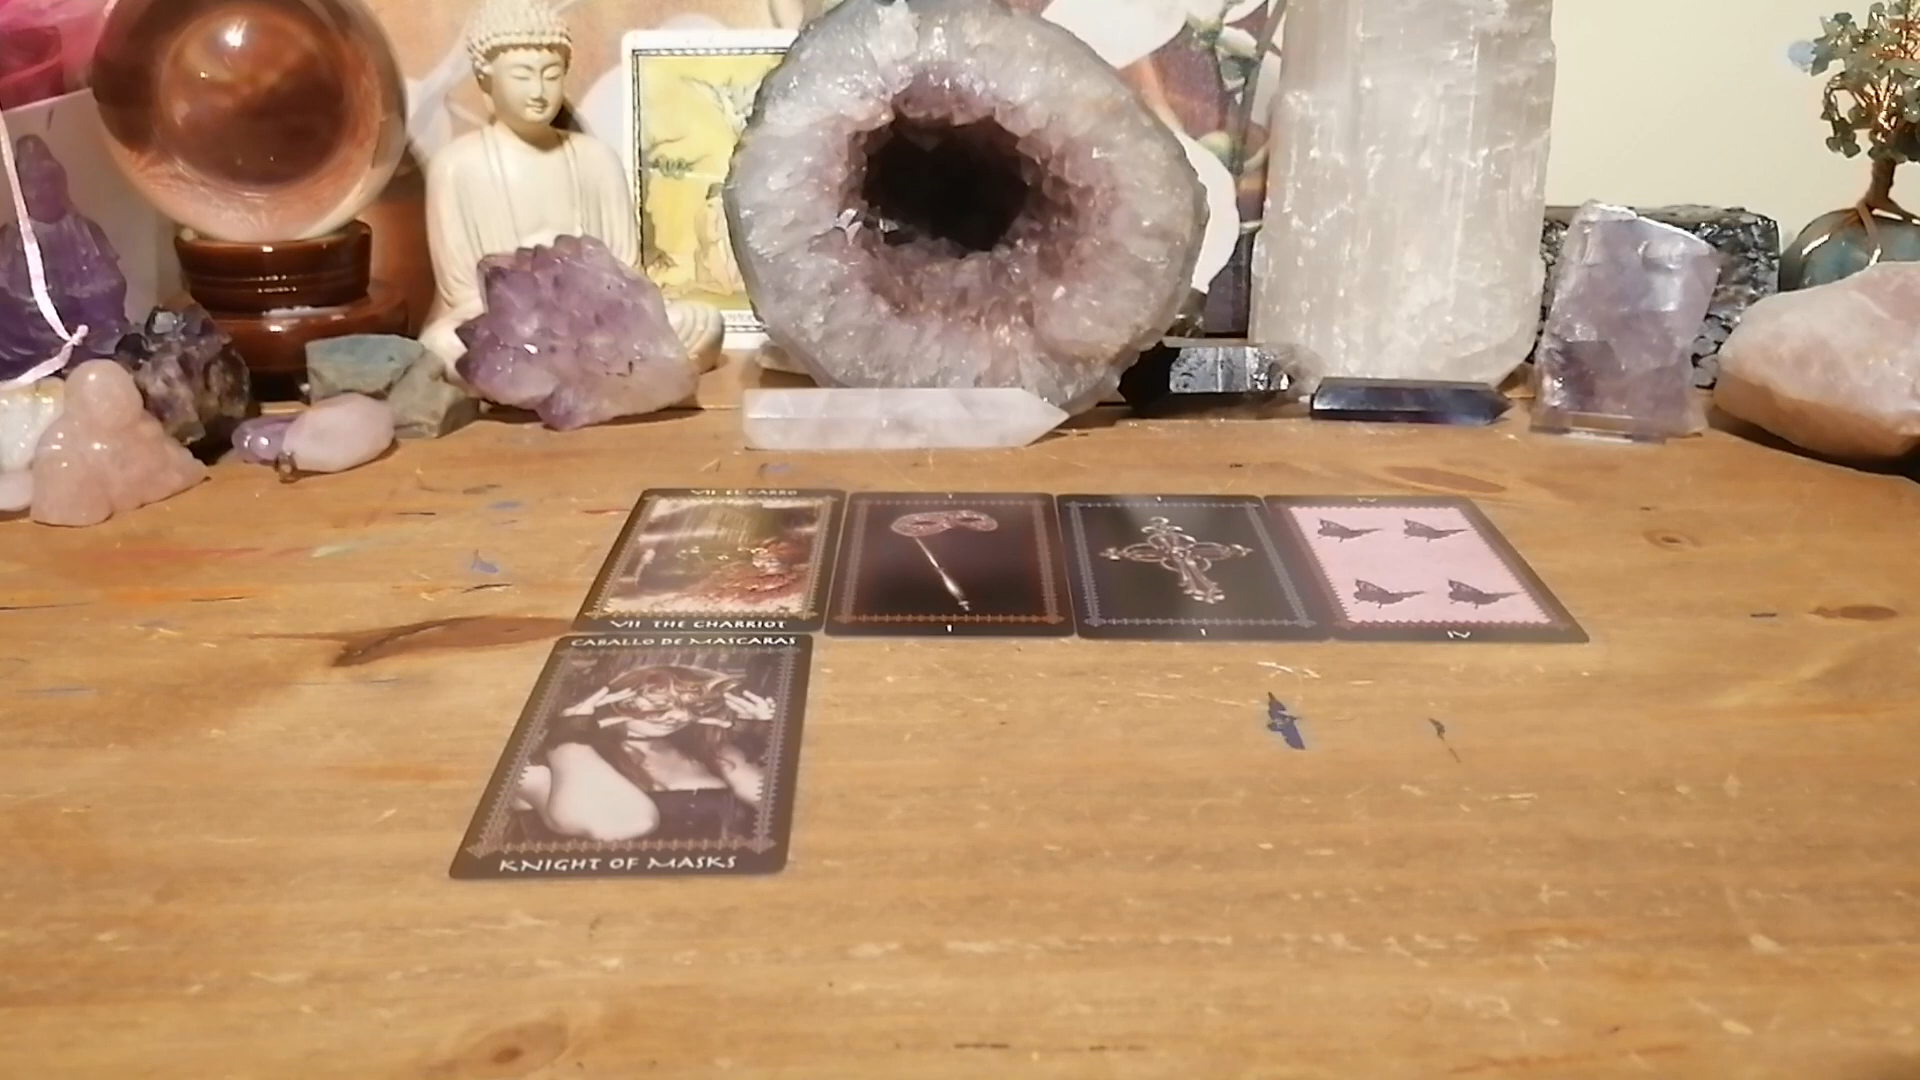 VII EL CARRO
VII THE CHARRIOT
I
I
I
I
IV
IV
CABALLO DE MASCARAS
KNIGHT OF MASKS